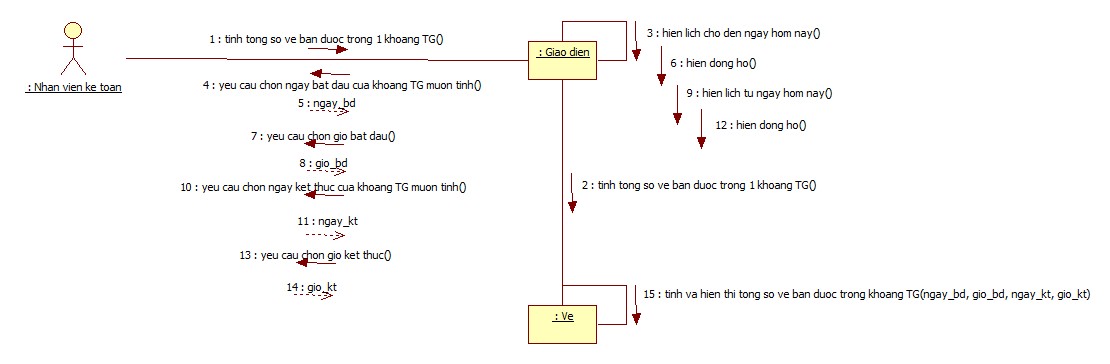 1 : tinh tong so ve ban duoc trong 1 khoang TG()
3 : hien lich cho den ngay hom nay()
: Giao dien
6 : hien dong ho()
: Nhan vien ke toan
4 : yeu cau chon ngay bat dau cua khoang TG muon tinh()
9 : hien lich tu ngay hom nay()
5 : ngay_bd
12 : hien dong ho()
7 : yeu cau chon gio bat dau()
8 : gio_bd
10 : yeu cau chon ngay ket thuc cua khoang TG muon tinh()
2 : tinh tong so ve ban duoc trong 1 khoang TG()
11 : ngay_kt
13 : yeu cau chon gio ket thuc()
14 : gio_kt
15 : tinh va hien thi tong so ve ban duoc trong khoang TG(ngay_bd, gio_bd, ngay_kt, gio_kt)
: Ve